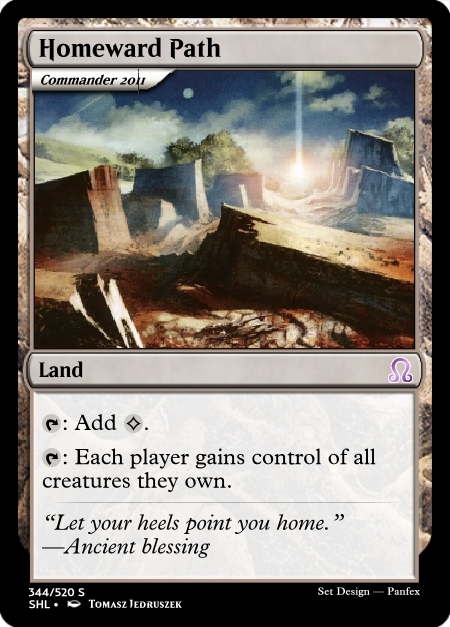 Homeward Path
Commander 2011
Land
: Add .
: Each player gains control of all
creatures they own.
“Let your heels point you home.”
—Ancient blessing
344/520 S
Set Design — Panfex
SHL • Tomasz Jedruszek